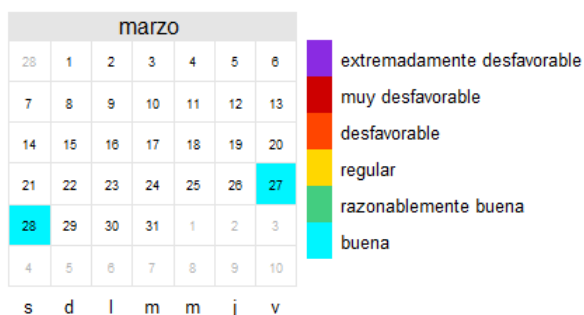 marzo
28 1 2 3 4 5 6
7 8 9 10 11 12 13
14 15 16 17 18 19 20
21 22 23 24 25 26 27
28 29 30 31 1 2 3
4 5 6 7 8 9 10
s d l m m j v
extremadamente desfavorable
muy desfavorable
desfavorable
regular
razonablemente buena
buena